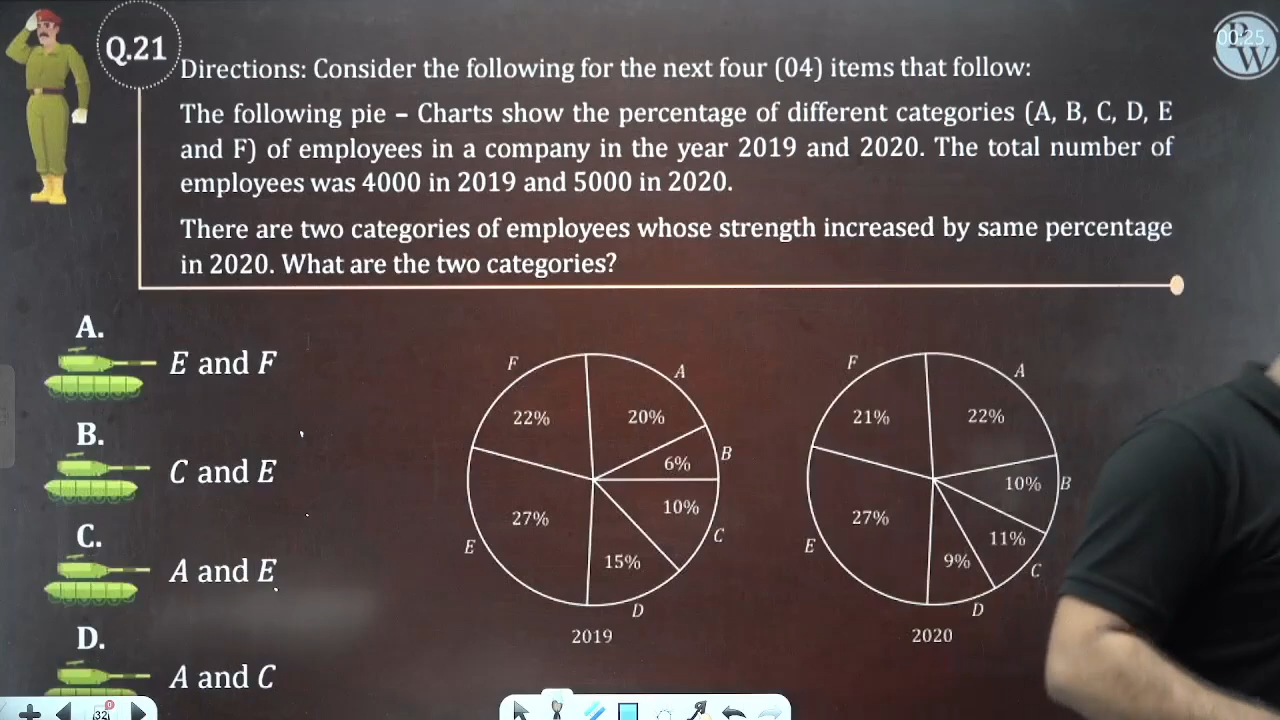 Q.21
00:25
PW
Directions: Consider the following for the next four (04) items that follow:
The following pie – Charts show the percentage of different categories (A, B, C, D, E
and F) of employees in a company in the year 2019 and 2020. The total number of
employees was 4000 in 2019 and 5000 in 2020.
There are two categories of employees whose strength increased by same percentage
in 2020. What are the two categories?
A.
E and F
B.
C and E
C.
A and E
D.
A and C
F
A
22%
20%
B
6%
10%
27%
C
E
15%
D
2019
F
A
21%
22%
10%
B
27%
11%
E
9%
C
D
2020
32